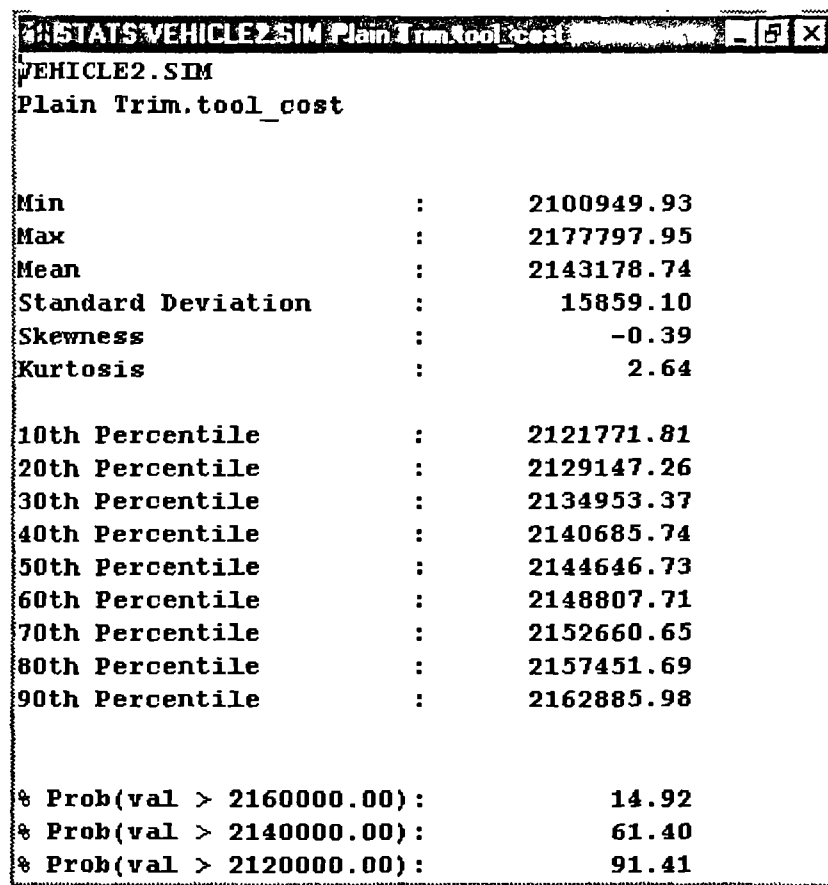 STATS VEHICLE2.SIM Plain Trim.tool_cost
VEHICLE2.SIM
Plain Trim.tool_cost
Min : 2100949.93
Max : 2177797.95
Mean : 2143178.74
Standard Deviation : 15859.10
Skewness : -0.39
Kurtosis : 2.64
10th Percentile : 2121771.81
20th Percentile : 2129147.26
30th Percentile : 2134953.37
40th Percentile : 2140685.74
50th Percentile : 2144646.73
60th Percentile : 2148807.71
70th Percentile : 2152660.65
80th Percentile : 2157451.69
90th Percentile : 2162885.98
% Prob(val > 2160000.00): 14.92
% Prob(val > 2140000.00): 61.40
% Prob(val > 2120000.00): 91.41